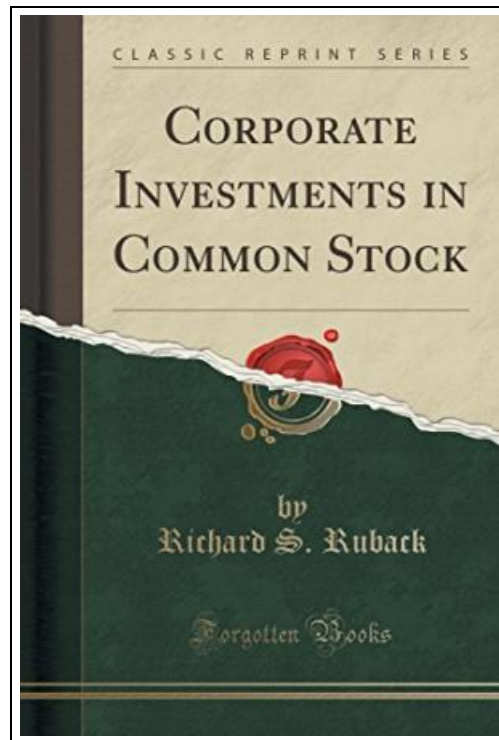 CLASSIC REPRINT SERIES
CORPORATE
INVESTMENTS IN
COMMON STOCK
by
Richard S. Ruback
Forgotten Books